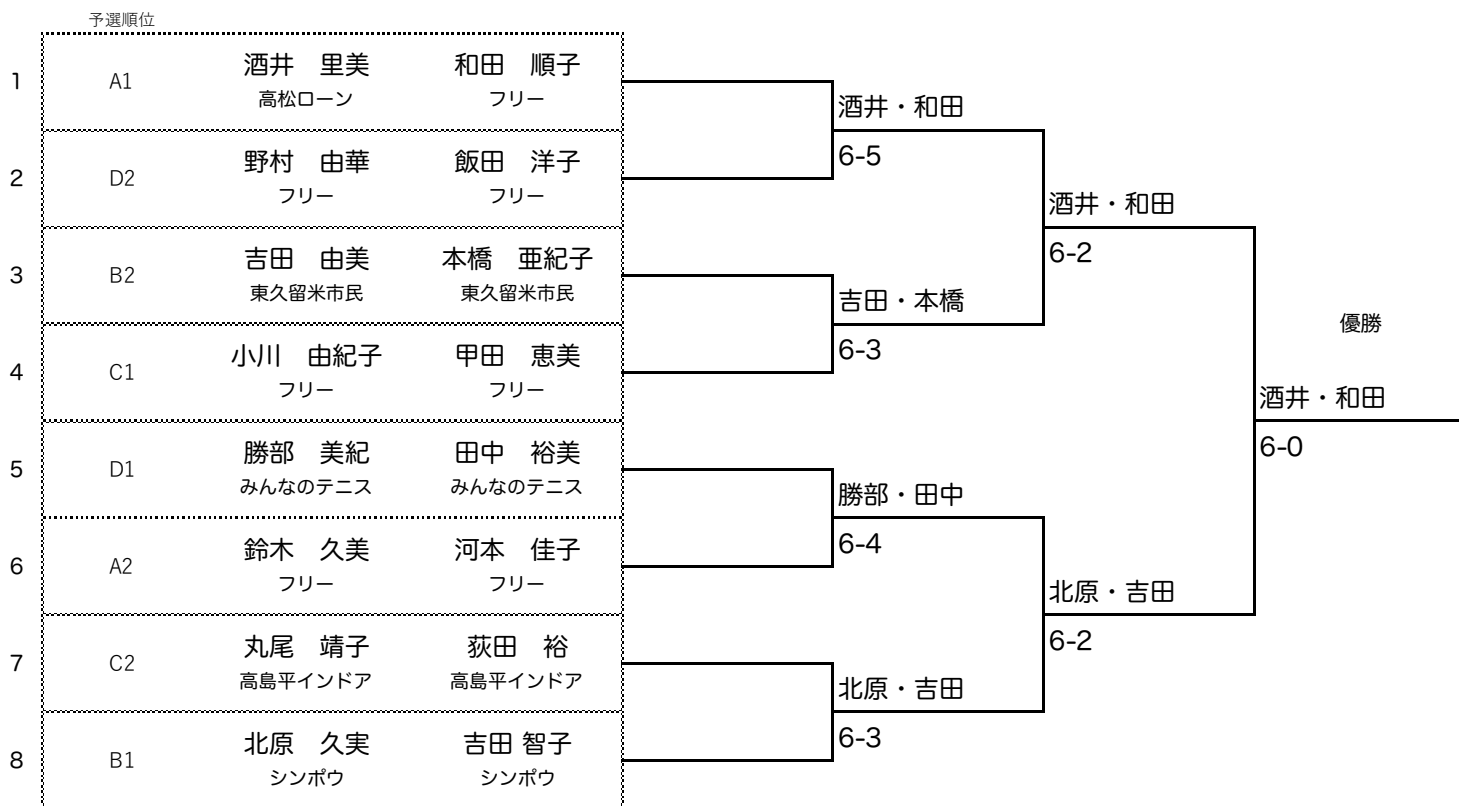 予選順位
1 A1 酒井　里美 和田　順子
高松ローン フリー
酒井・和田
6-5
2 D2 野村　由華 飯田　洋子
フリー フリー
酒井・和田
6-2
3 B2 吉田　由美 本橋　亜紀子
東久留米市民 東久留米市民
吉田・本橋
6-3
4 C1 小川　由紀子 甲田　恵美
フリー フリー
優勝
酒井・和田
6-0
5 D1 勝部　美紀 田中　裕美
みんなのテニス みんなのテニス
勝部・田中
6-4
6 A2 鈴木　久美 河本　佳子
フリー フリー
北原・吉田
6-2
7 C2 丸尾　靖子 荻田　裕
高島平インドア 高島平インドア
北原・吉田
6-3
8 B1 北原　久実 吉田 智子
シンポウ シンポウ